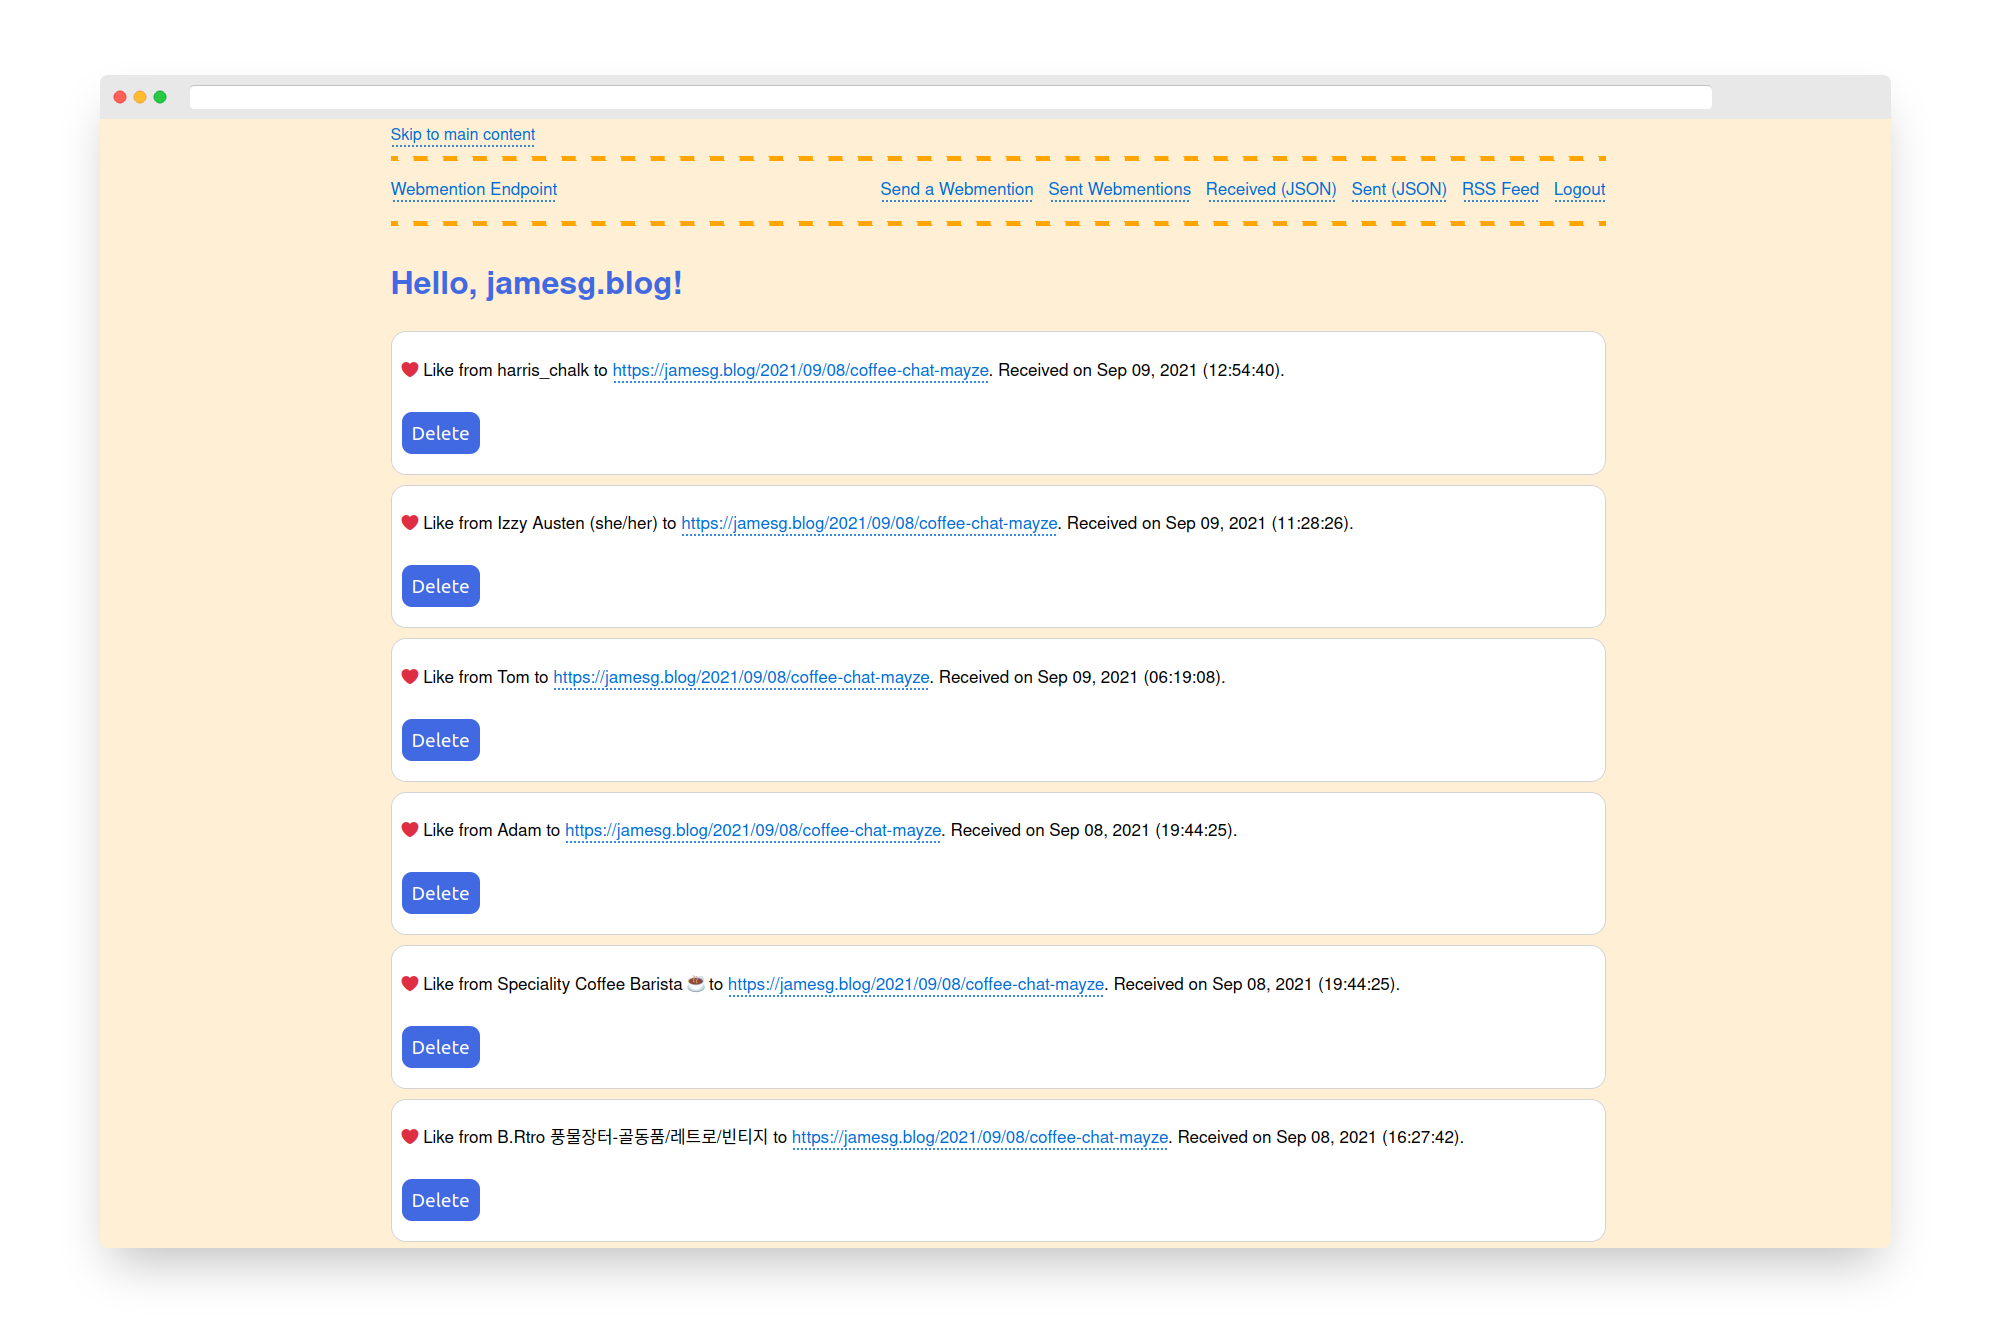 Skip to main content
Webmention Endpoint Send a Webmention Sent Webmentions Received (JSON) Sent (JSON) RSS Feed Logout
Hello, jamesg.blog!
❤️ Like from harris_chalk to https://jamesg.blog/2021/09/08/coffee-chat-mayze. Received on Sep 09, 2021 (12:54:40).
Delete
❤️ Like from Izzy Austen (she/her) to https://jamesg.blog/2021/09/08/coffee-chat-mayze. Received on Sep 09, 2021 (11:28:26).
Delete
❤️ Like from Tom to https://jamesg.blog/2021/09/08/coffee-chat-mayze. Received on Sep 09, 2021 (06:19:08).
Delete
❤️ Like from Adam to https://jamesg.blog/2021/09/08/coffee-chat-mayze. Received on Sep 08, 2021 (19:44:25).
Delete
❤️ Like from Speciality Coffee Barista ☕ to https://jamesg.blog/2021/09/08/coffee-chat-mayze. Received on Sep 08, 2021 (19:44:25).
Delete
❤️ Like from B.Rtro 풍물장터-골동품/레트로/빈티지 to https://jamesg.blog/2021/09/08/coffee-chat-mayze. Received on Sep 08, 2021 (16:27:42).
Delete